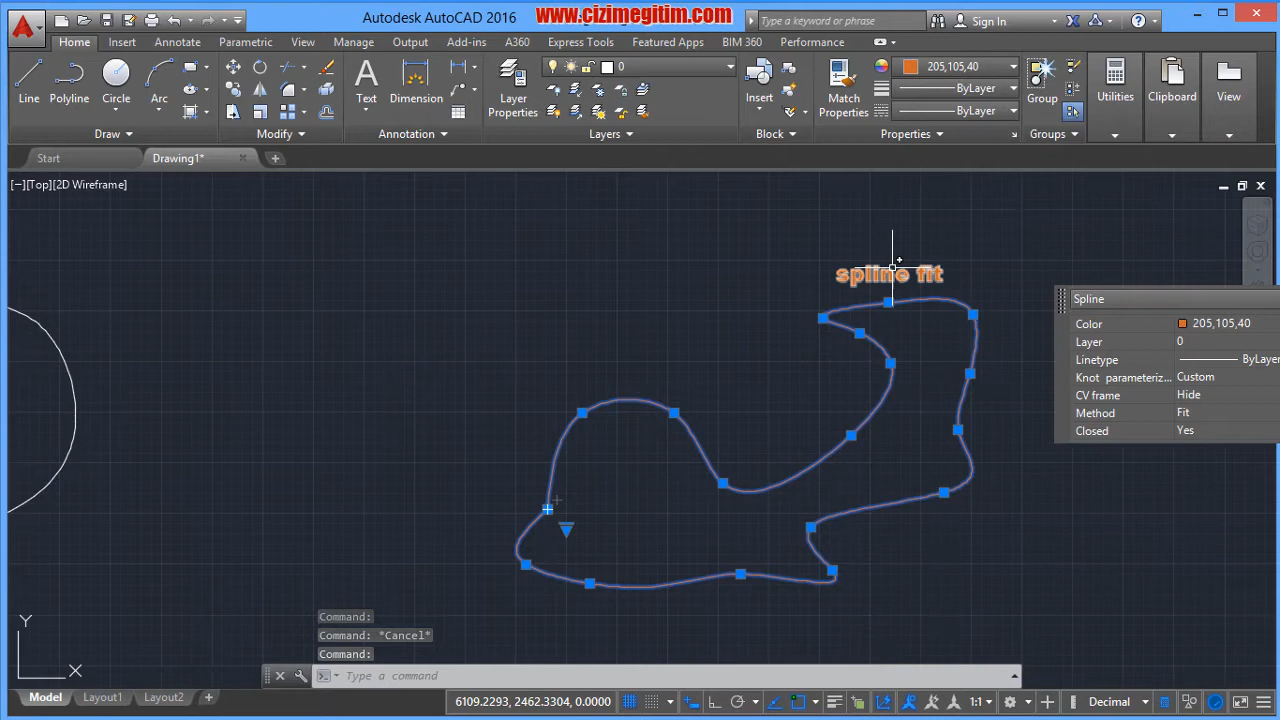 Autodesk AutoCAD 2016
www.cizimegitim.com
Type a keyword or phrase
Sign In
Home Insert Annotate Parametric View Manage Output Add-ins A360 Express Tools Featured Apps BIM 360 Performance
Line Polyline Circle Arc
Text Dimension
Layer Properties
0
Insert
Match Properties
205,105,40
ByLayer
ByLayer
Group
Utilities
Clipboard
View
Draw Modify Annotation Layers Block Properties Groups
Start Drawing1*
[−][Top][2D Wireframe]
spline fit
Spline
Color 205,105,40
Layer 0
Linetype ByLayer
Knot parameteriz... Custom
CV frame Hide
Method Fit
Closed Yes
Command:
Command: *Cancel*
Command:
Y
X
Type a command
Model Layout1 Layout2
6109.2293, 2462.3304, 0.0000
1:1
Decimal